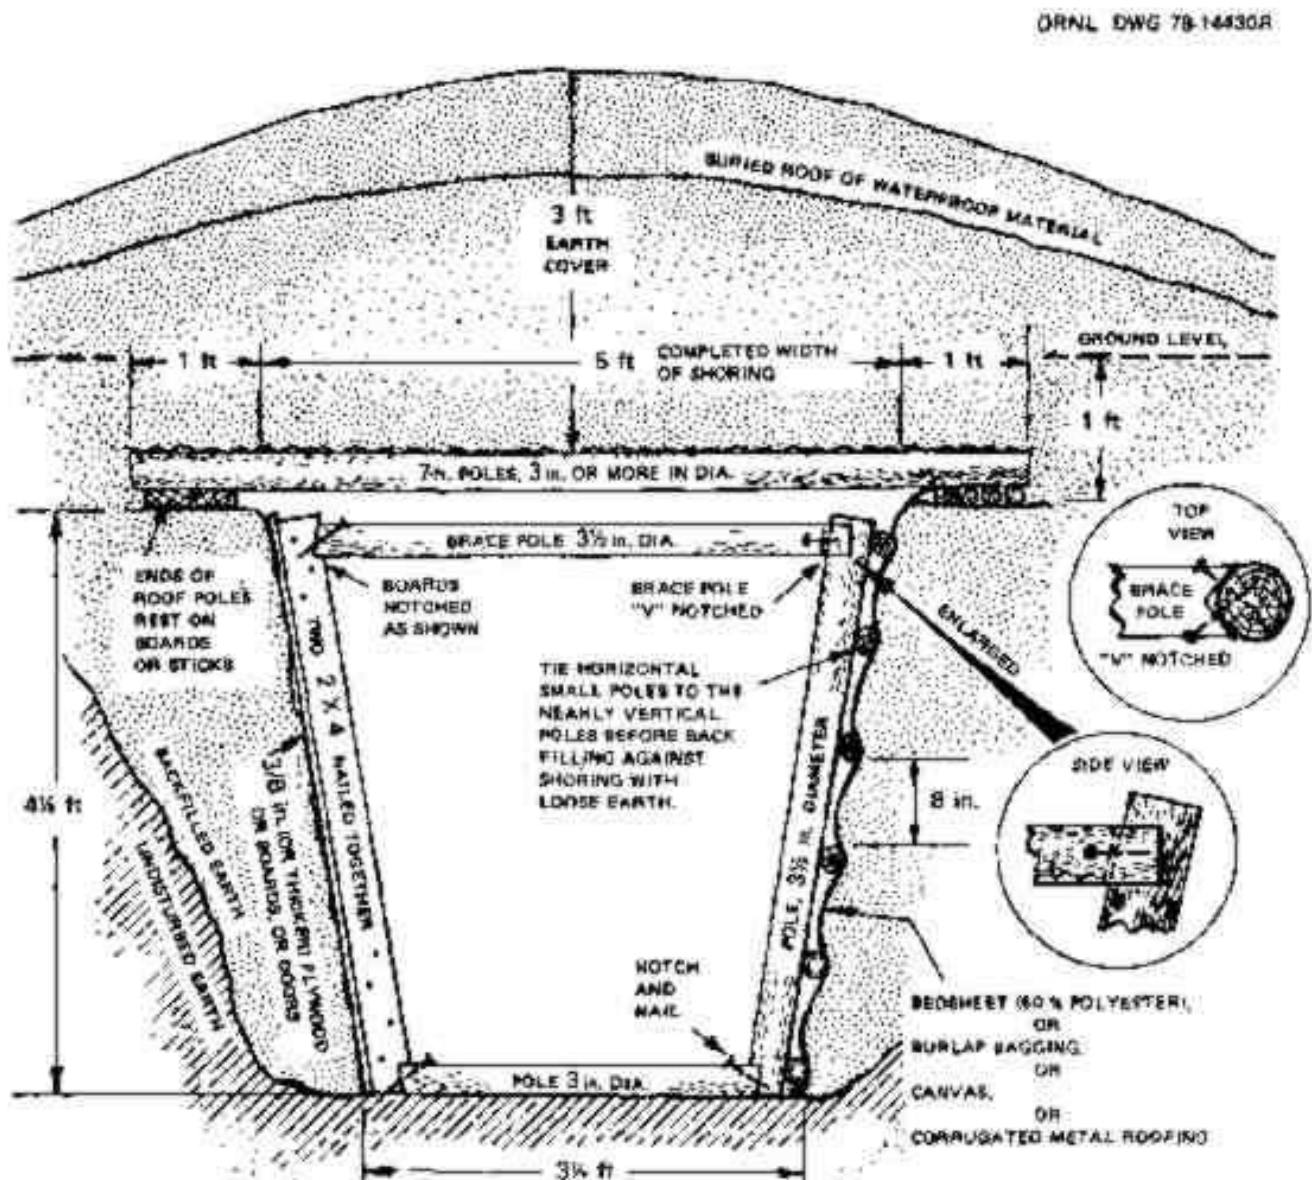 ORNL DWG 78-14430R
BURIED ROOF OF WATERPROOF MATERIAL
3 ft
EARTH
COVER
GROUND LEVEL
1 ft
5 ft
COMPLETED WIDTH
OF SHORING
1 ft
1 ft
7-ft. POLES, 3 in. OR MORE IN DIA.
TOP
VIEW
BRACE POLE 3½ in. DIA.
ENDS OF
ROOF POLES
REST ON
BOARDS
OR STICKS
BOARDS
NOTCHED
AS SHOWN
BRACE POLE
"V" NOTCHED
BRACE
POLE
"V" NOTCHED
ENLARGED
TIE HORIZONTAL
SMALL POLES TO THE
NEARLY VERTICAL
POLES BEFORE BACK
FILLING AGAINST
SHORING WITH
LOOSE EARTH.
TWO 2 X 4 NAILED TOGETHER
SIDE VIEW
4½ ft
8 in.
BACKFILLED EARTH
UNDISTURBED EARTH
3/8 in. (OR THICKER) PLYWOOD
OR BOARDS, OR DOORS
POLE, 3½ in. DIAMETER
NOTCH
AND
NAIL
BEDSHEET (50% POLYESTER),
OR
BURLAP BAGGING
OR
CANVAS,
OR
CORRUGATED METAL ROOFING
POLE 3 in. DIA.